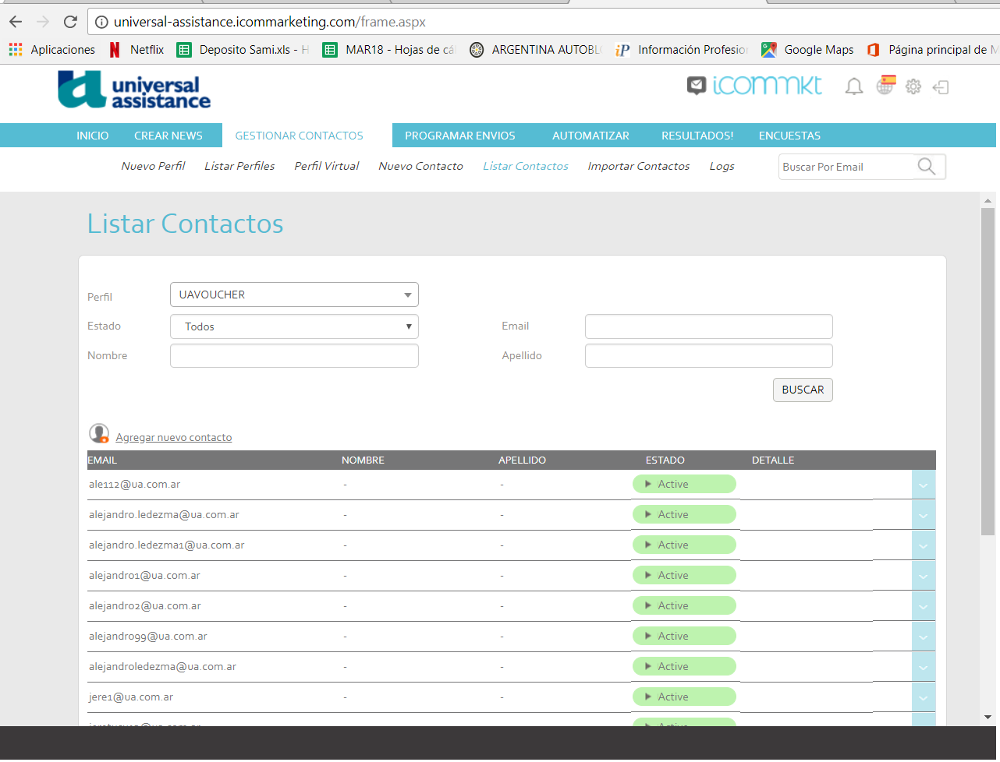 universal-assistance.icommarketing.com/frame.aspx
Aplicaciones Netflix Deposito Sami.xls - H MAR18 - Hojas de cá ARGENTINA AUTOBLO iP Información Profesion Google Maps Página principal de M
universal
assistance
icommkt
INICIO CREAR NEWS GESTIONAR CONTACTOS PROGRAMAR ENVIOS AUTOMATIZAR RESULTADOS! ENCUESTAS
Nuevo Perfil Listar Perfiles Perfil Virtual Nuevo Contacto Listar Contactos Importar Contactos Logs Buscar Por Email
Listar Contactos
Perfil UAVOUCHER
Estado Todos Email
Nombre Apellido
BUSCAR
Agregar nuevo contacto
EMAIL NOMBRE APELLIDO ESTADO DETALLE
ale112@ua.com.ar - - Active
alejandro.ledezma@ua.com.ar - - Active
alejandro.ledezma1@ua.com.ar - - Active
alejandro1@ua.com.ar - - Active
alejandro2@ua.com.ar - - Active
alejandro99@ua.com.ar - - Active
alejandroledezma@ua.com.ar - - Active
jere1@ua.com.ar - - Active
Active